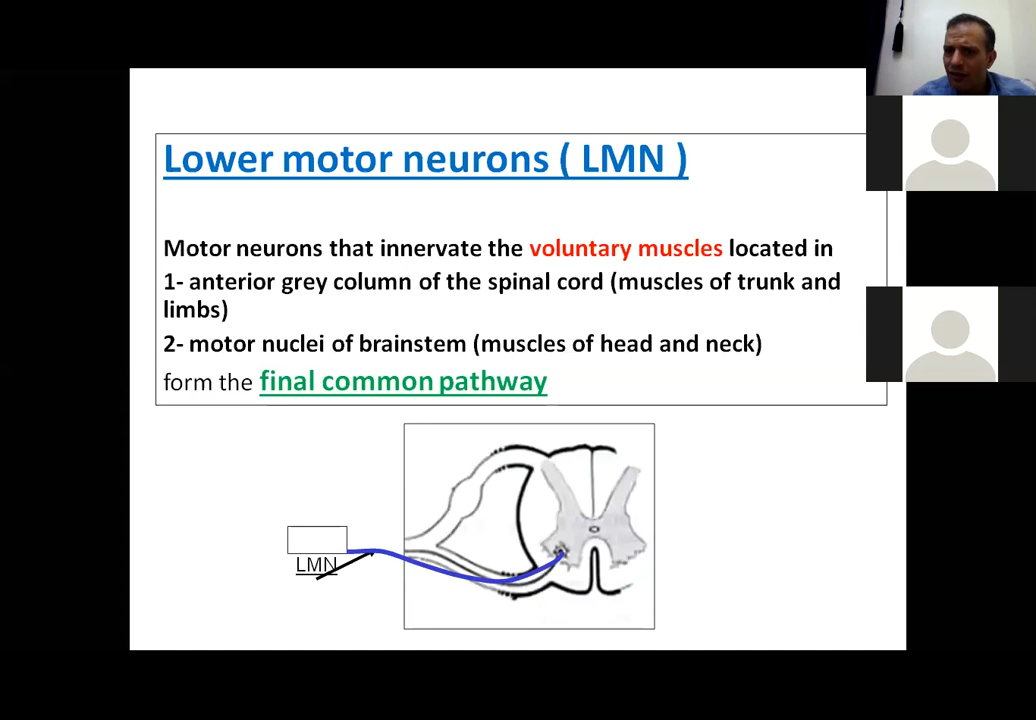 Lower motor neurons ( LMN )
Motor neurons that innervate the voluntary muscles located in
1- anterior grey column of the spinal cord (muscles of trunk and
limbs)
2- motor nuclei of brainstem (muscles of head and neck)
form the final common pathway
LMN